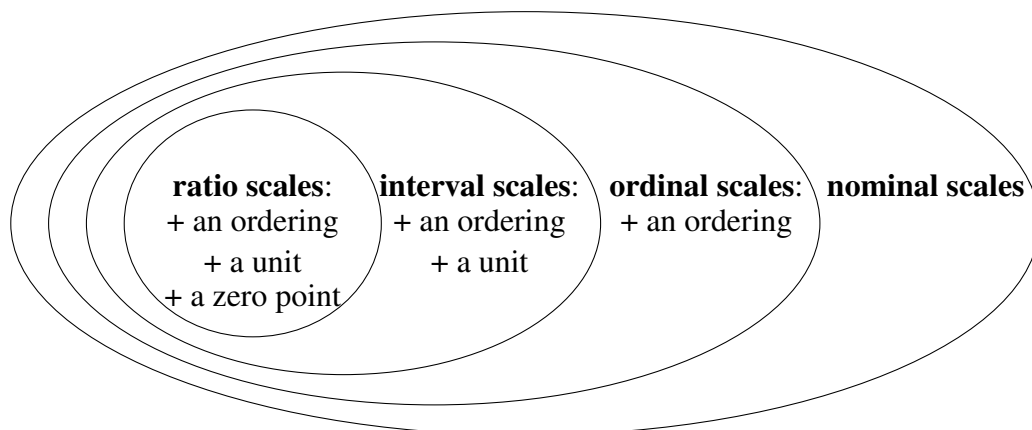 ratio scales: interval scales: ordinal scales: nominal scales
+ an ordering + an ordering + an ordering
+ a unit + a unit
+ a zero point